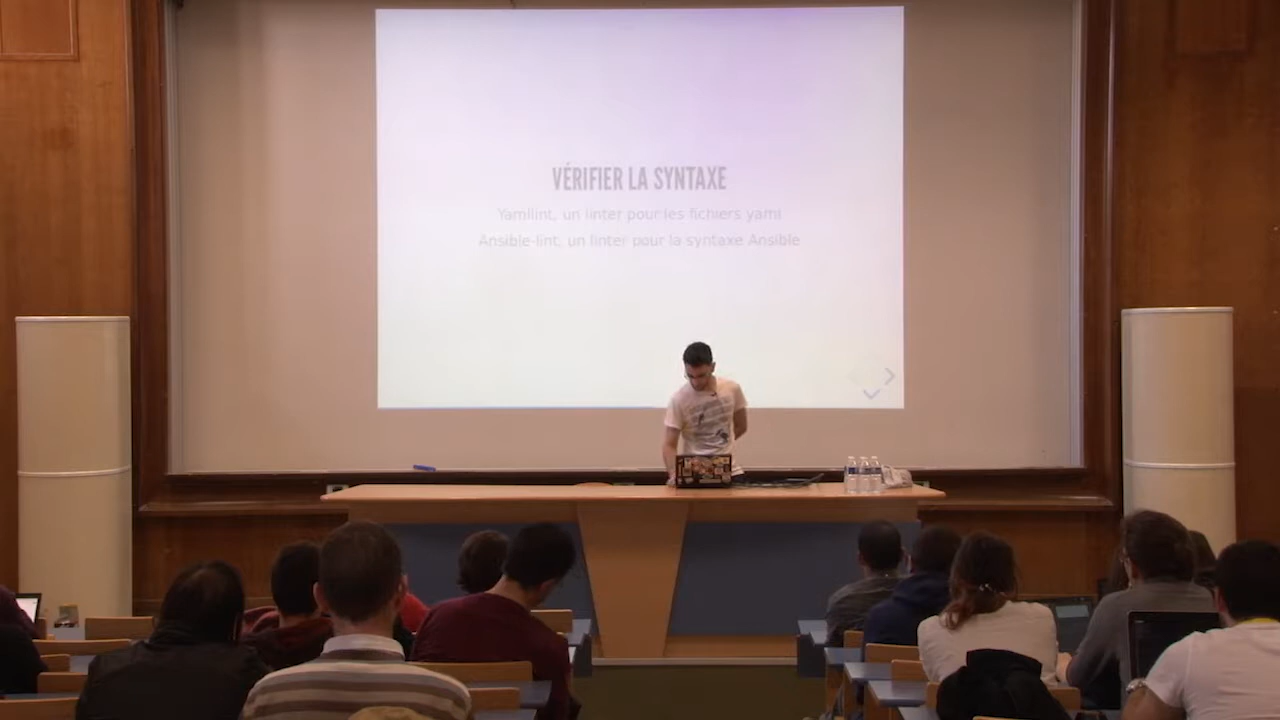 VÉRIFIER LA SYNTAXE
Yamllint, un linter pour les fichiers yaml
Ansible-lint, un linter pour la syntaxe Ansible